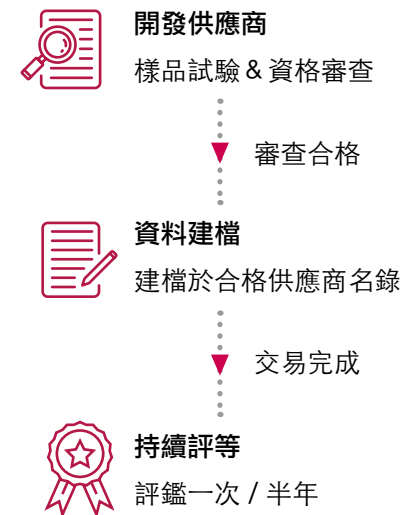 開發供應商
樣品試驗 & 資格審查
審查合格
資料建檔
建檔於合格供應商名錄
交易完成
持續評等
評鑑一次 / 半年